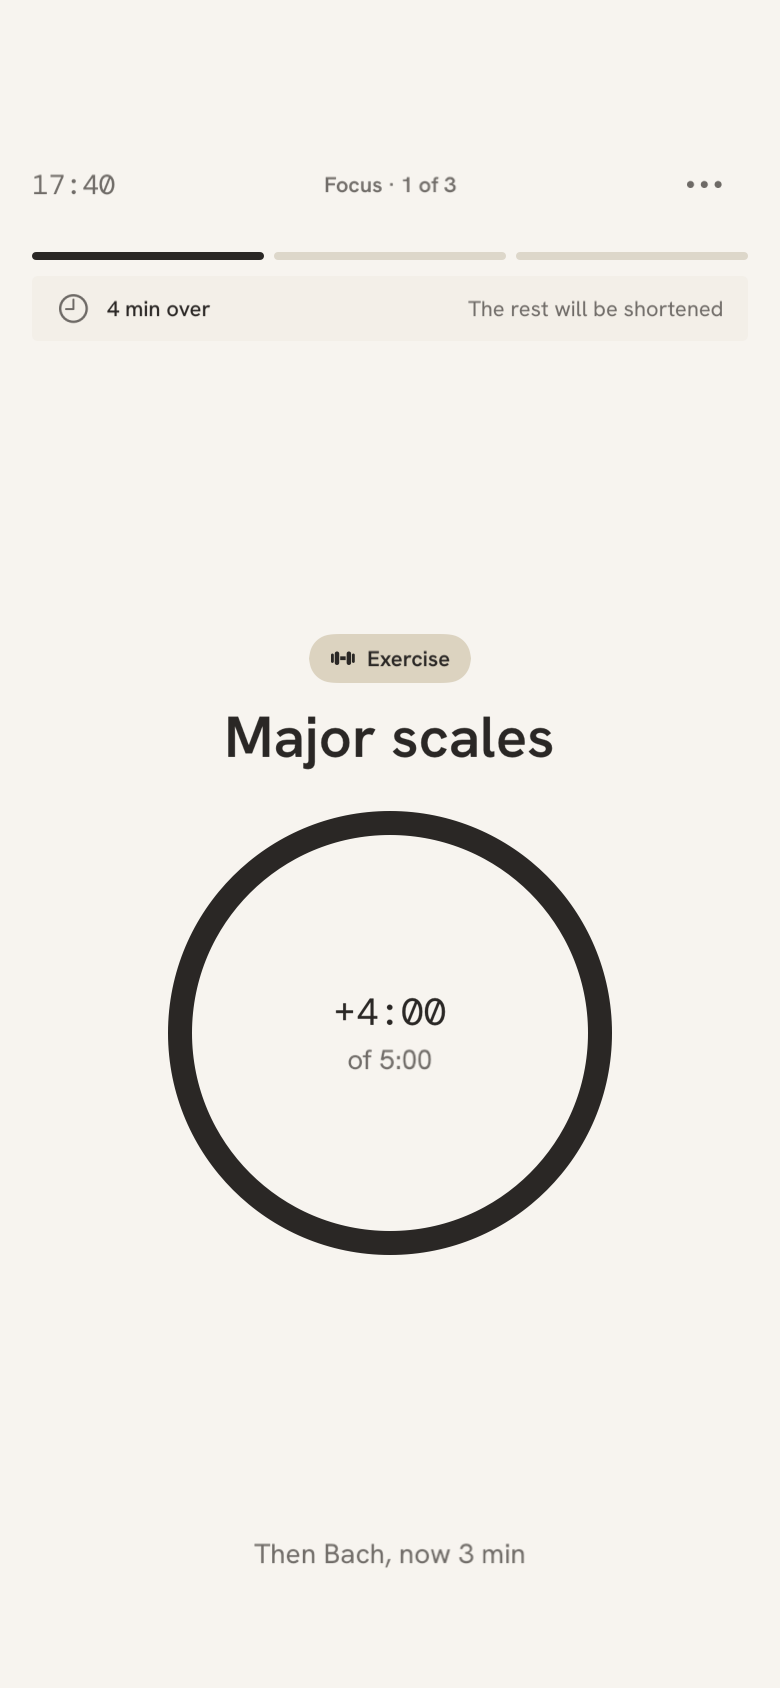 17:40
Focus · 1 of 3
4 min over
The rest will be shortened
Exercise
Major scales
+4:00
of 5:00
Then Bach, now 3 min